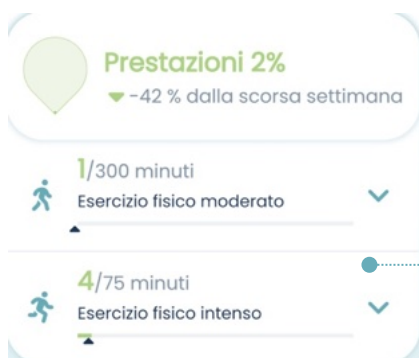 Prestazioni 2%
-42 % dalla scorsa settimana
1/300 minuti
Esercizio fisico moderato
4/75 minuti
Esercizio fisico intenso